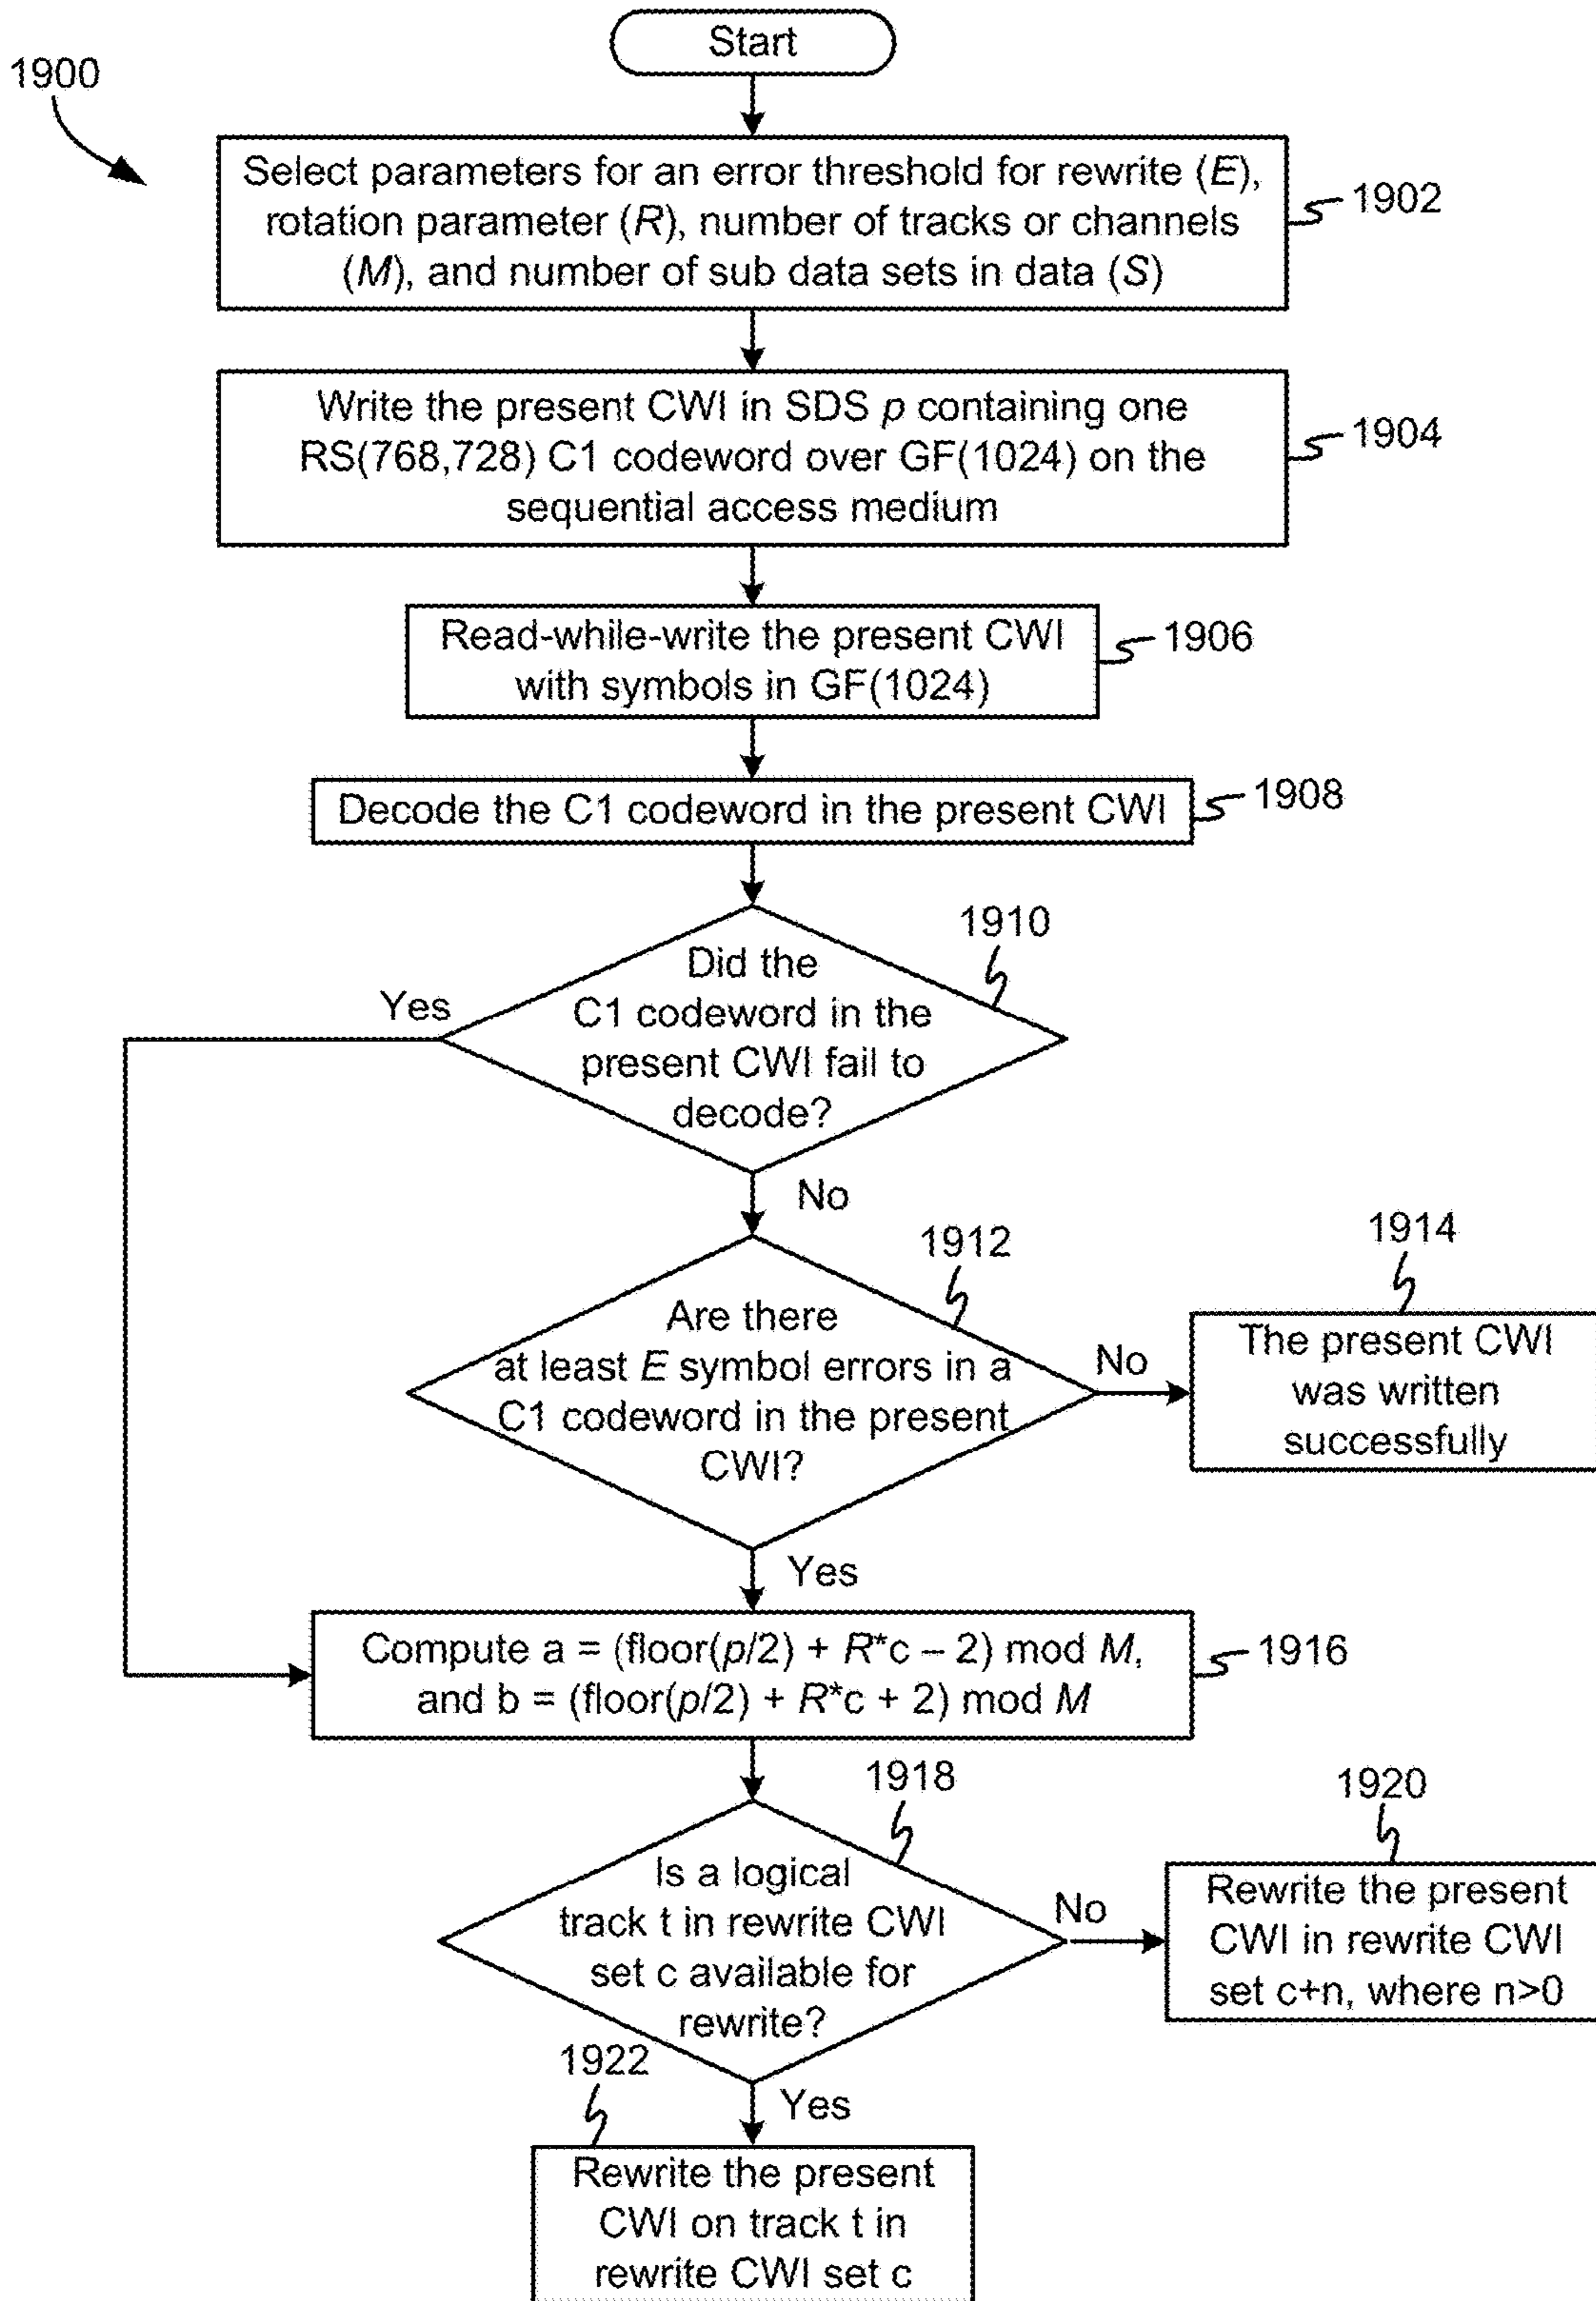 Start
1900
Select parameters for an error threshold for rewrite (E),
rotation parameter (R), number of tracks or channels
(M), and number of sub data sets in data (S)
1902
Write the present CWI in SDS p containing one
RS(768,728) C1 codeword over GF(1024) on the
sequential access medium
1904
Read-while-write the present CWI
with symbols in GF(1024)
1906
Decode the C1 codeword in the present CWI
1908
1910
Did the
C1 codeword in the
present CWI fail to
decode?
Yes
No
1912
Are there
at least E symbol errors in a
C1 codeword in the present
CWI?
No
1914
The present CWI
was written
successfully
Yes
Compute a = (floor(p/2) + R*c – 2) mod M,
and b = (floor(p/2) + R*c + 2) mod M
1916
1918
Is a logical
track t in rewrite CWI
set c available for
rewrite?
No
1920
Rewrite the present
CWI in rewrite CWI
set c+n, where n>0
1922
Yes
Rewrite the present
CWI on track t in
rewrite CWI set c